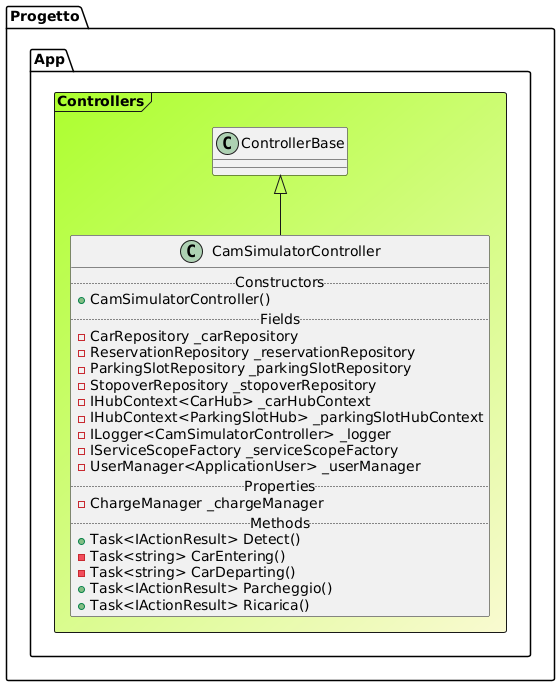 Progetto
App
Controllers
C ControllerBase
C CamSimulatorController
Constructors
CamSimulatorController()
Fields
CarRepository _carRepository
ReservationRepository _reservationRepository
ParkingSlotRepository _parkingSlotRepository
StopoverRepository _stopoverRepository
IHubContext<CarHub> _carHubContext
IHubContext<ParkingSlotHub> _parkingSlotHubContext
ILogger<CamSimulatorController> _logger
IServiceScopeFactory _serviceScopeFactory
UserManager<ApplicationUser> _userManager
Properties
ChargeManager _chargeManager
Methods
Task<IActionResult> Detect()
Task<string> CarEntering()
Task<string> CarDeparting()
Task<IActionResult> Parcheggio()
Task<IActionResult> Ricarica()